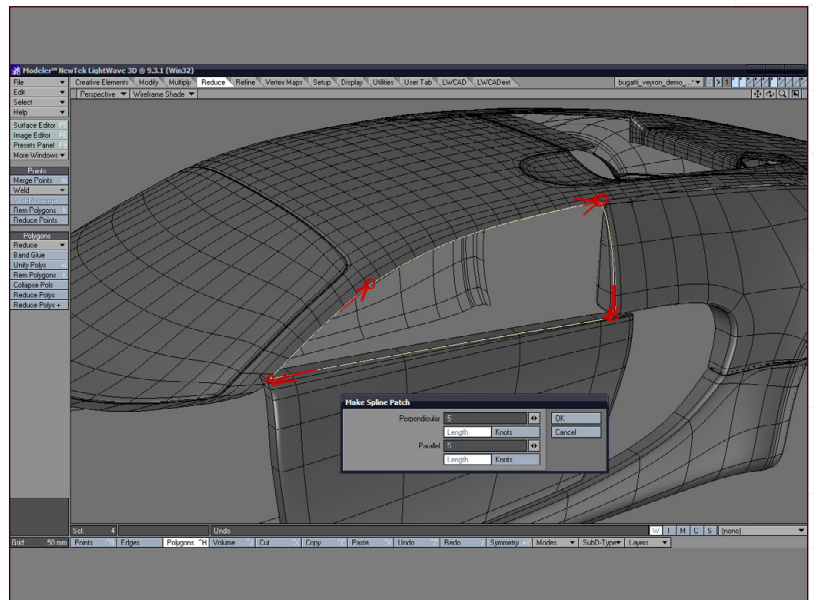 Modeler™ NewTek LightWave 3D @ 9.3.1 (Win32)
File Creative Elements Modify Multiply Reduce Refine Vertex Maps Setup Display Utilities User Tab LWCAD LWCADext bugatti_veyron_demo_...* 1
Edit Perspective Wireframe Shade
Select
Help
Surface Editor F5
Image Editor F6
Presets Panel F8
More Windows
Points
Merge Points m
Weld
Weld Average
Rem Polygons k
Reduce Points
Polygons
Reduce
Band Glue
Unify Polys
Rem Polygons k
Collapse Pols
Reduce Polys
Reduce Polys +
Make Spline Patch
Perpendicular 5 OK
Length Knots Cancel
Parallel 5
Length Knots
Sel: 4 Undo W T M C S (none)
Grid: 50 mm Points Edges Polygons ^H Volume Cut Copy Paste Undo Redo Symmetry Modes SubD-Type Layers